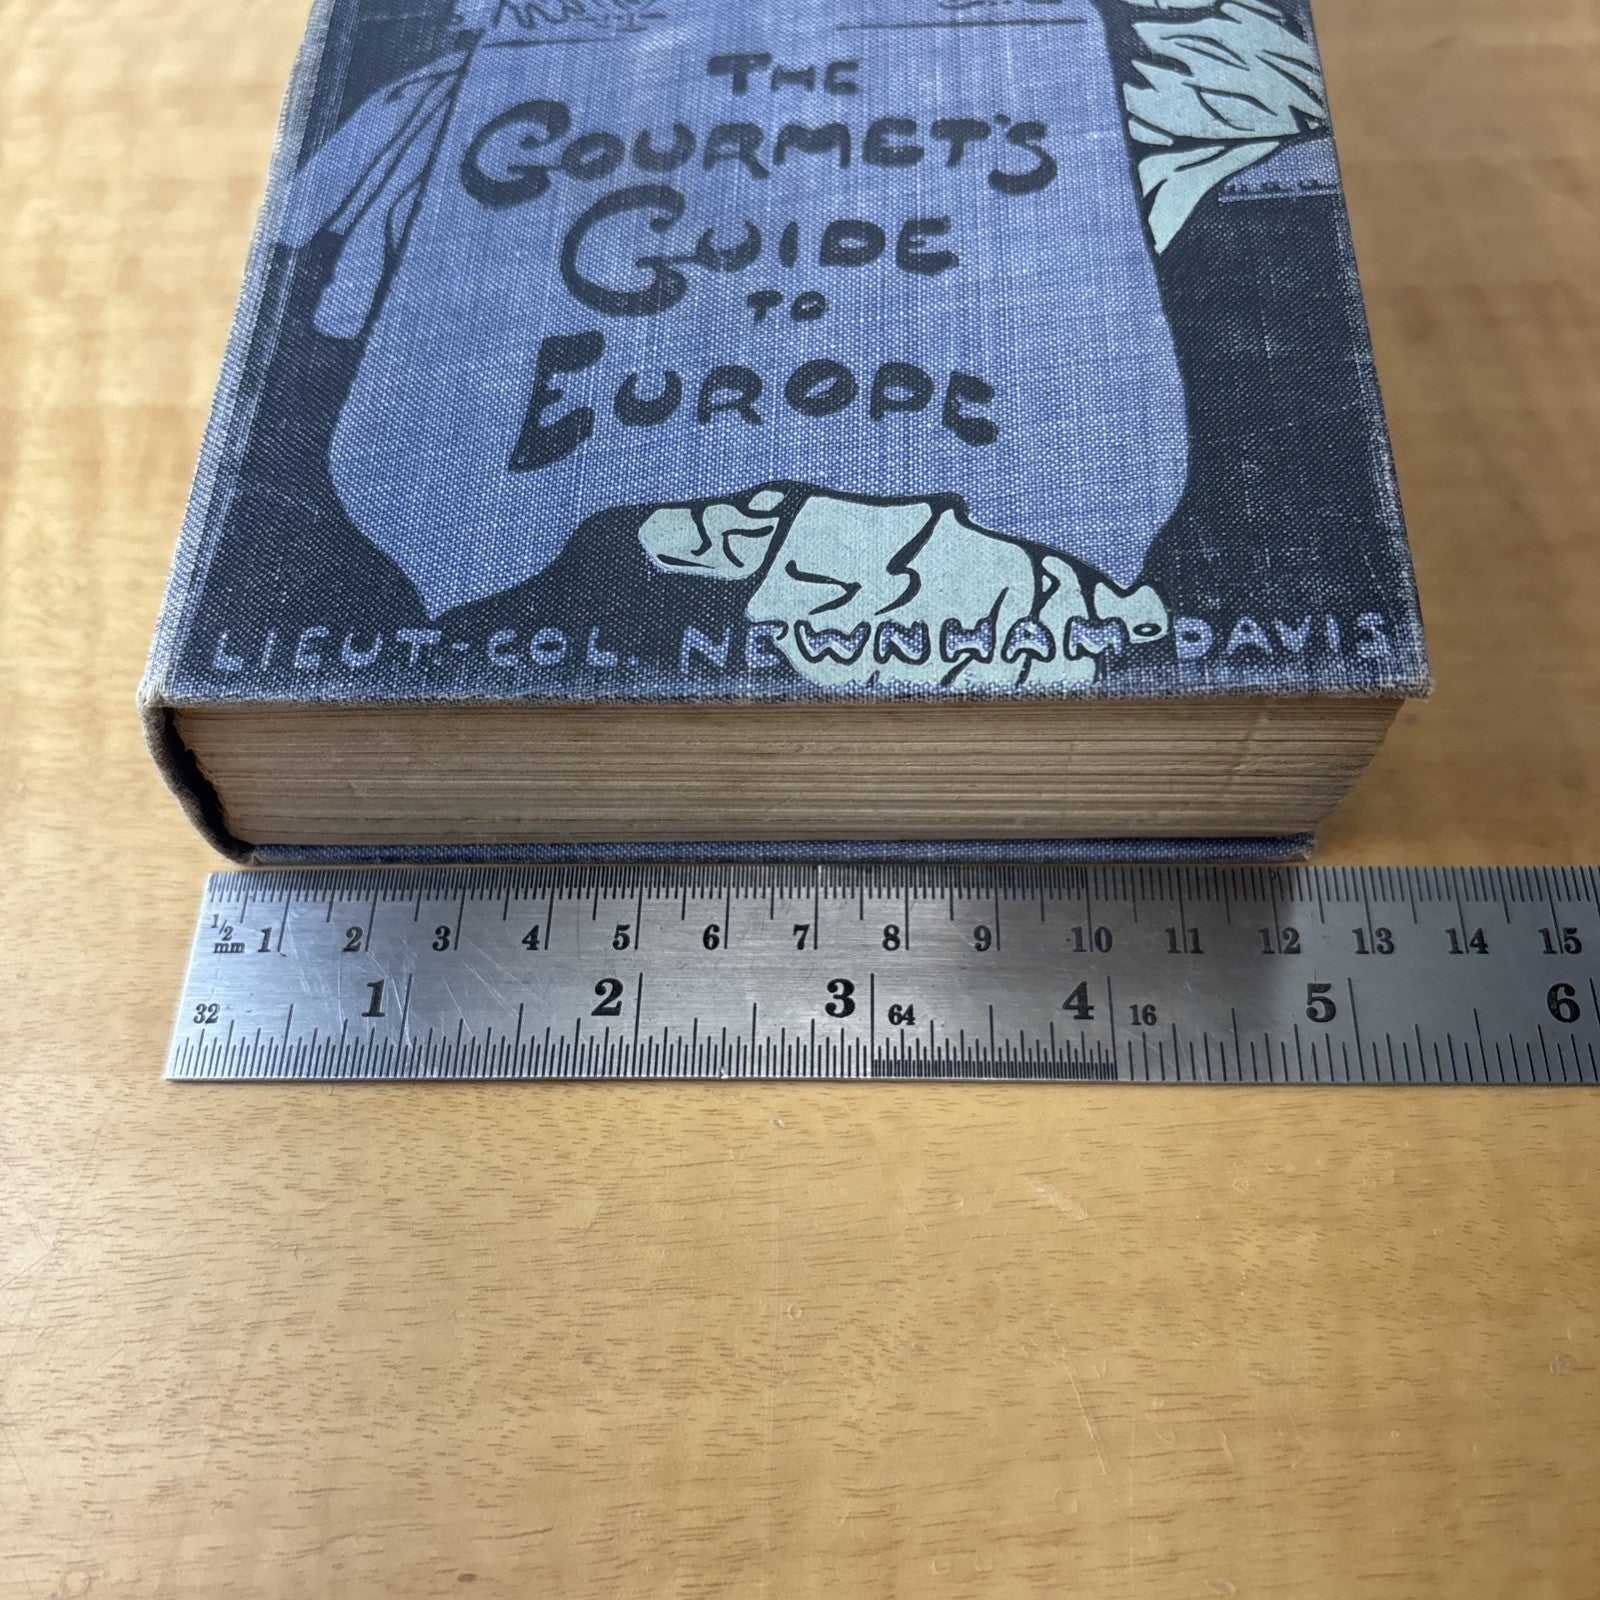 THE
GOURMET'S
GUIDE
TO
EUROPE
LIEUT-COL. NEWNHAM-DAVIS
1/2
mm 1 2 3 4 5 6 7 8 9 10 11 12 13 14 15
32 1 2 3 64 4 16 5 6